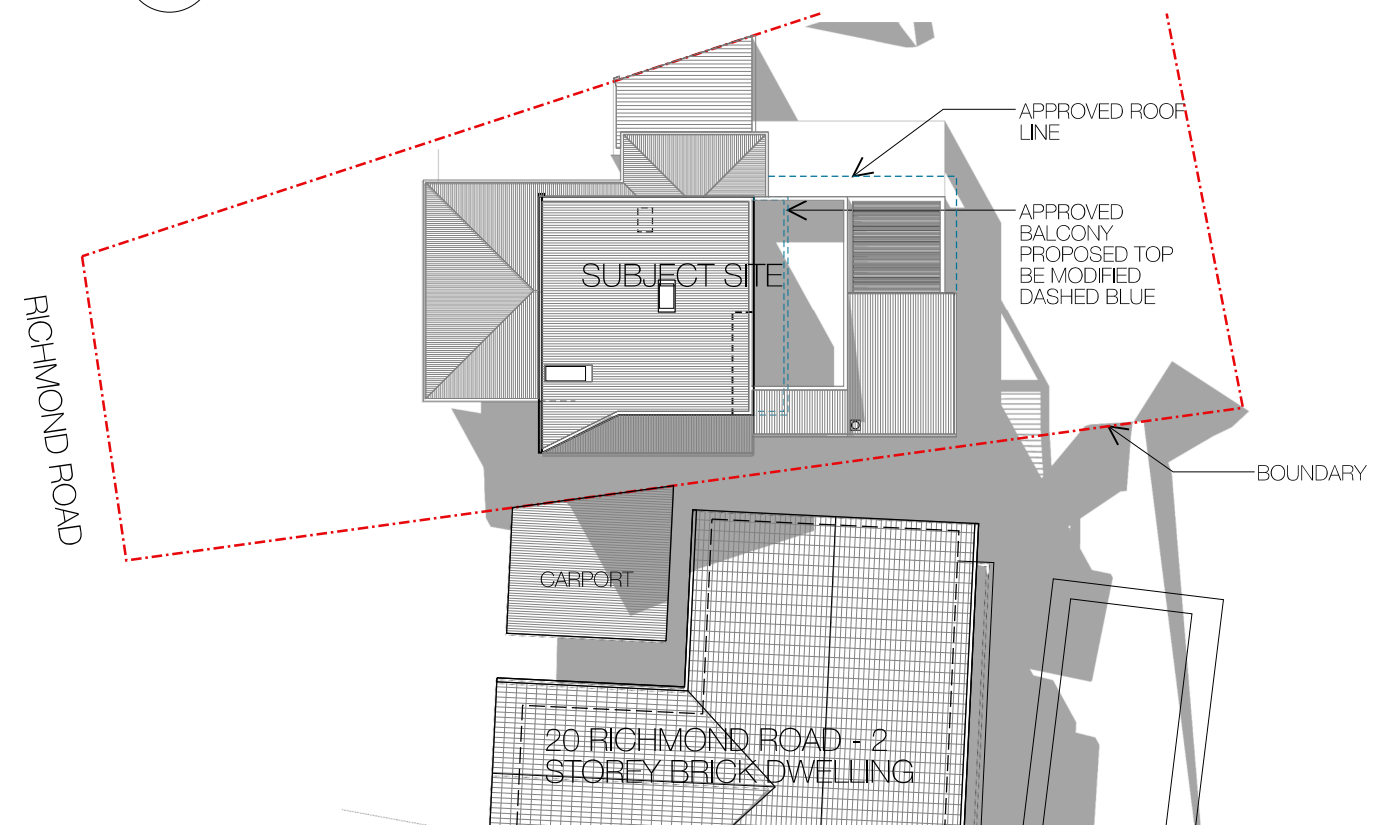 APPROVED ROOF
LINE
APPROVED
BALCONY
PROPOSED TOP
BE MODIFIED
DASHED BLUE
SUBJECT SITE
RICHMOND ROAD
BOUNDARY
CARPORT
20 RICHMOND ROAD - 2
STOREY BRICK DWELLING